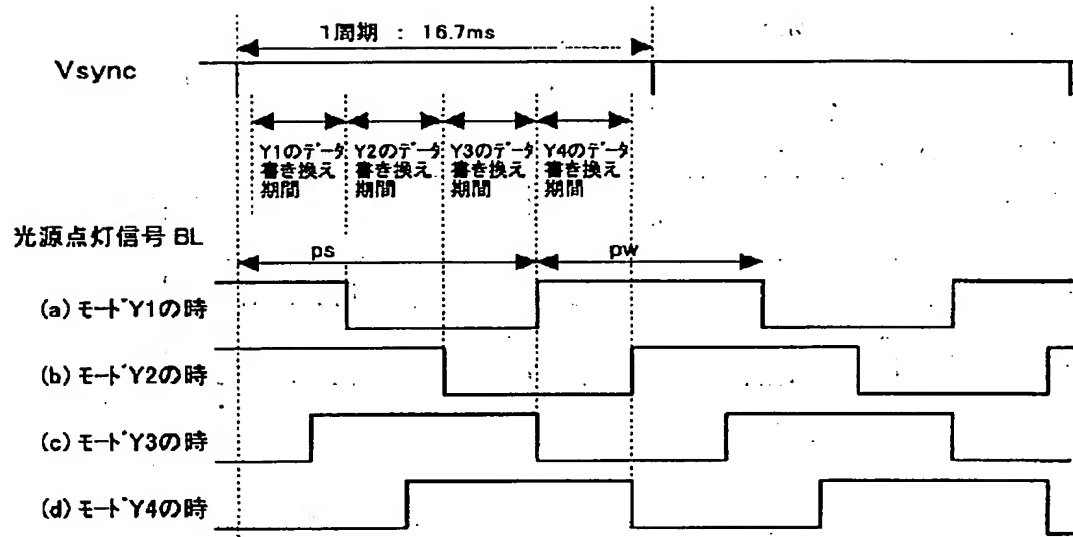 1周期 : 16.7ms
Vsync
Y1のデータ
書き換え
期間
Y2のデータ
書き換え
期間
Y3のデータ
書き換え
期間
Y4のデータ
書き換え
期間
光源点灯信号 BL
ps
pw
(a) モードY1の時
(b) モードY2の時
(c) モードY3の時
(d) モードY4の時